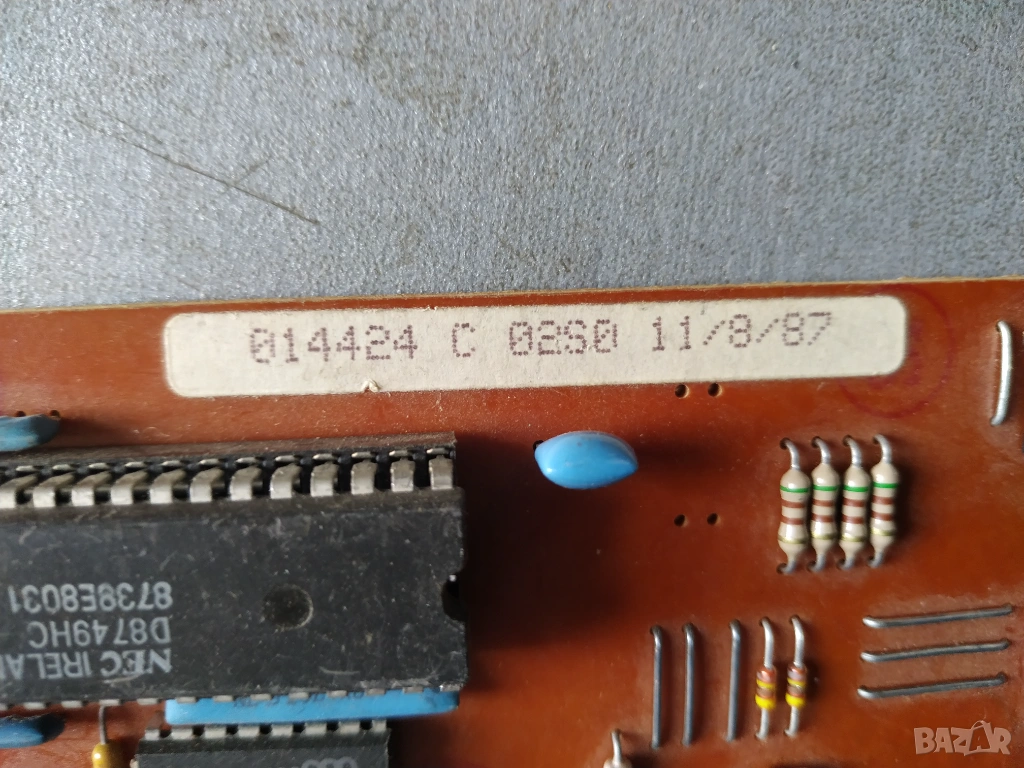 014424 C 0260 11/8/87
NEC IRELA
D8749HC
8738E8031
BAZAR